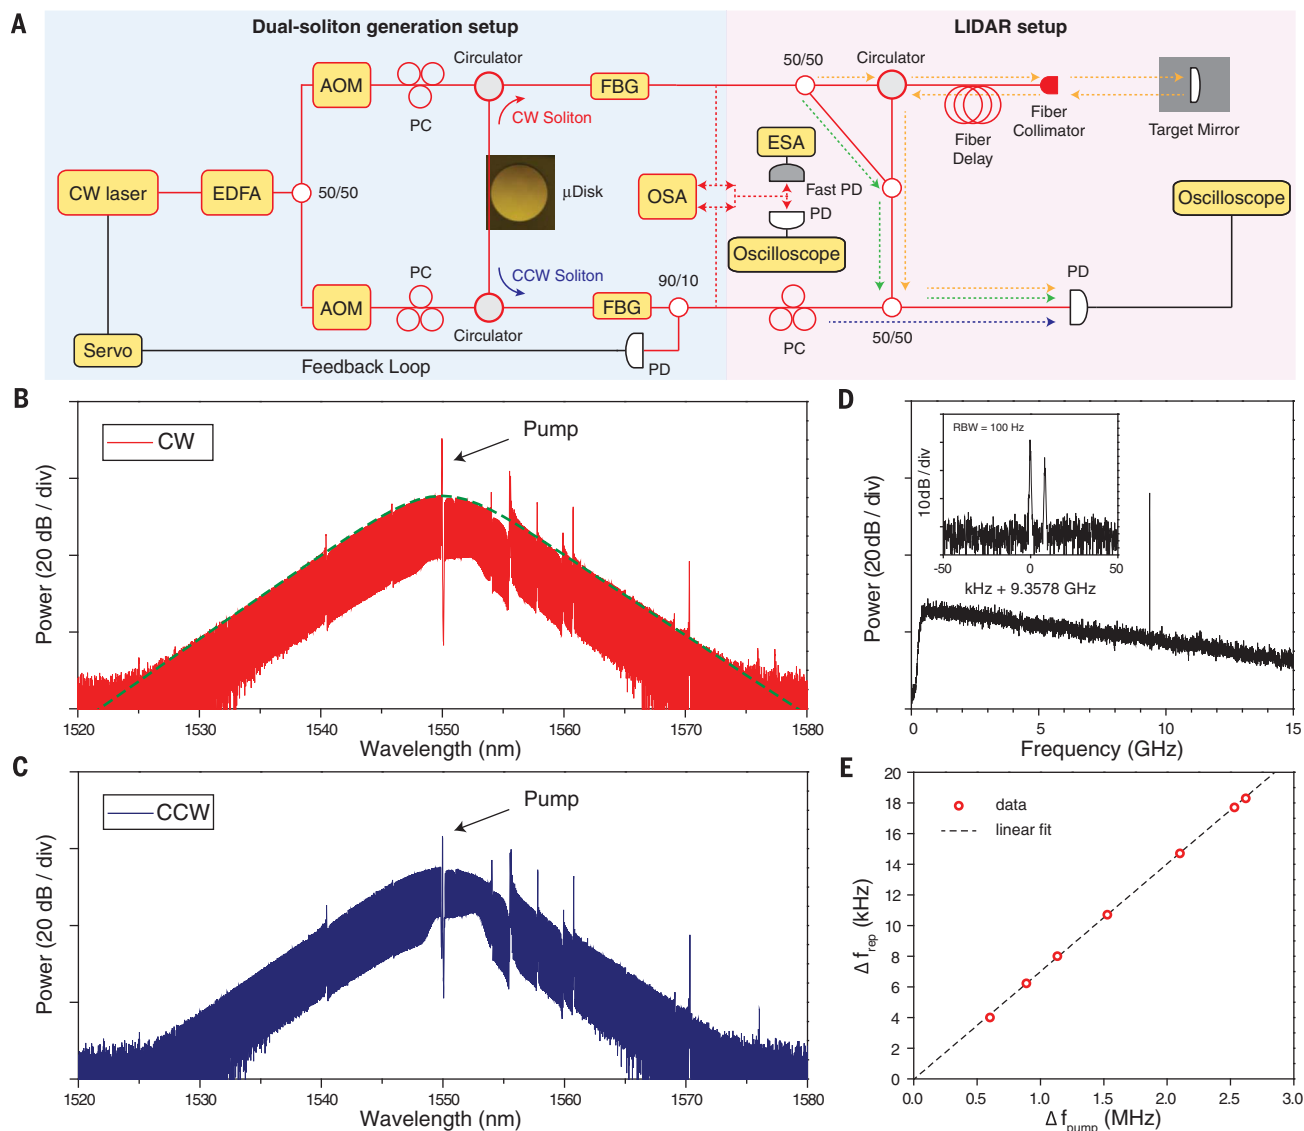 A
Dual-soliton generation setup
LIDAR setup
AOM
PC
Circulator
FBG
CW Soliton
50/50
Circulator
Fiber
Delay
Fiber
Collimator
Target Mirror
CW laser
EDFA
50/50
μDisk
OSA
ESA
Fast PD
PD
Oscilloscope
Oscilloscope
AOM
PC
Circulator
CCW Soliton
FBG
90/10
PC
50/50
PD
Servo
Feedback Loop
PD
B
CW
Pump
Power (20 dB / div)
1520
1530
1540
1550
1560
1570
1580
Wavelength (nm)
C
CCW
Pump
Power (20 dB / div)
1520
1530
1540
1550
1560
1570
1580
Wavelength (nm)
D
RBW = 100 Hz
10 dB / div
-50
0
50
kHz + 9.3578 GHz
Power (20 dB / div)
0
5
10
15
Frequency (GHz)
E
data
linear fit
Δ f_rep (kHz)
20
18
16
14
12
10
8
6
4
2
0
0.0
0.5
1.0
1.5
2.0
2.5
3.0
Δ f_pump (MHz)